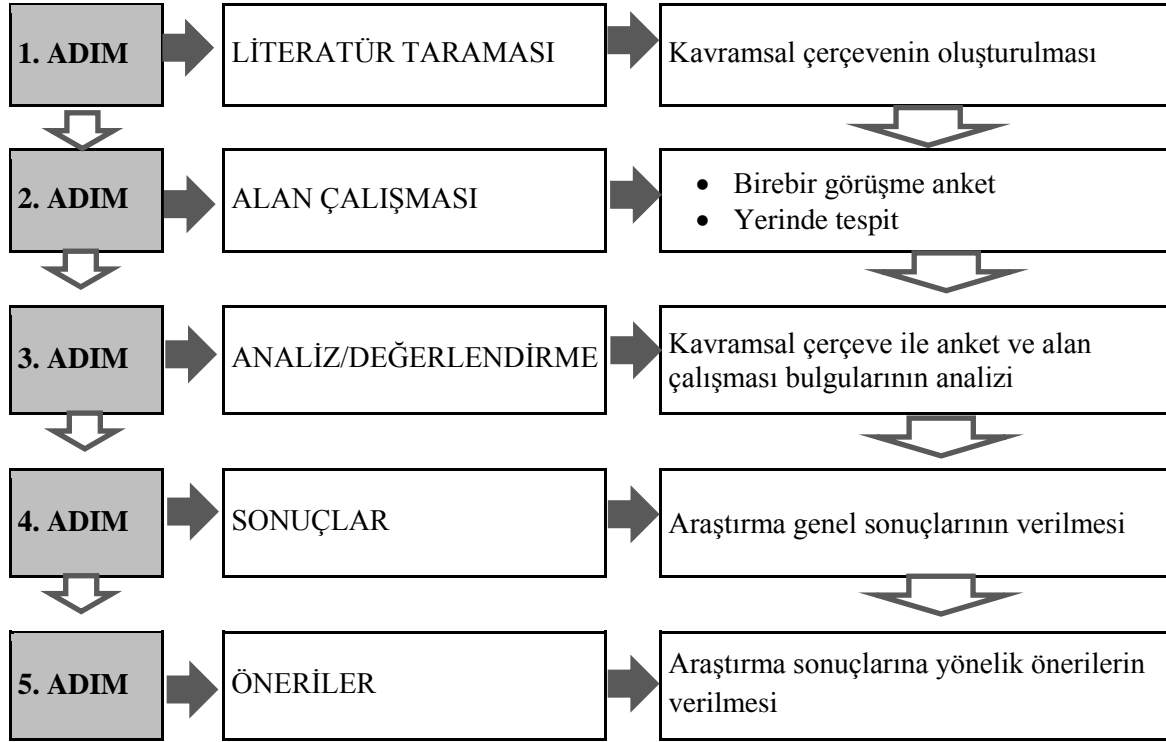 1. ADIM
LİTERATÜR TARAMASI
Kavramsal çerçevenin oluşturulması
2. ADIM
ALAN ÇALIŞMASI
• Birebir görüşme anket
• Yerinde tespit
3. ADIM
ANALİZ/DEĞERLENDİRME
Kavramsal çerçeve ile anket ve alan
çalışması bulgularının analizi
4. ADIM
SONUÇLAR
Araştırma genel sonuçlarının verilmesi
5. ADIM
ÖNERİLER
Araştırma sonuçlarına yönelik önerilerin
verilmesi